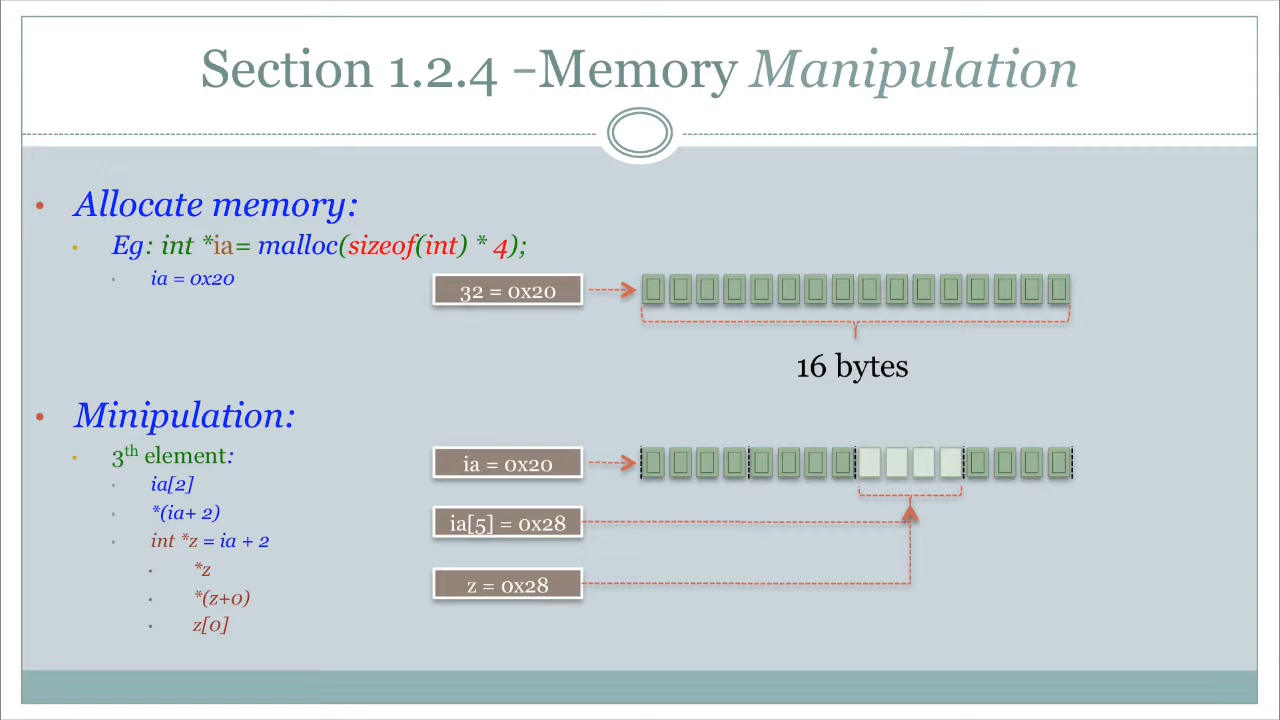 Section 1.2.4 –Memory Manipulation
• Allocate memory:
• Eg: int *ia= malloc(sizeof(int) * 4);
• ia = 0x20
32 = 0x20
16 bytes
• Minipulation:
• 3th element:
• ia[2]
• *(ia+ 2)
• int *z = ia + 2
• *z
• *(z+0)
• z[0]
ia = 0x20
ia[5] = 0x28
z = 0x28